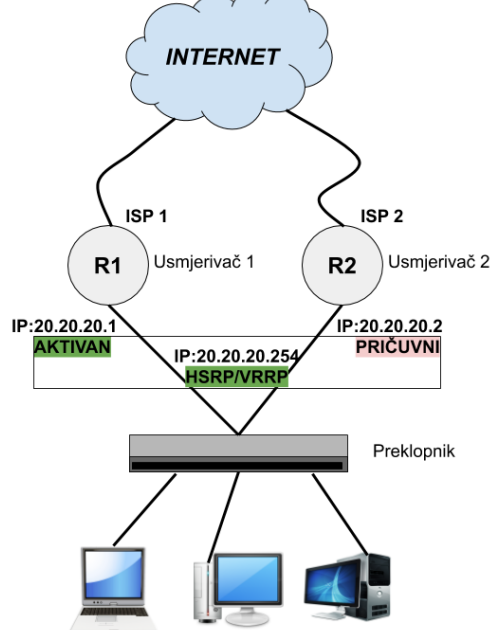 INTERNET
ISP 1
ISP 2
R1
Usmjerivač 1
R2
Usmjerivač 2
IP:20.20.20.1
IP:20.20.20.2
AKTIVAN
PRIČUVNI
IP:20.20.20.254
HSRP/VRRP
Preklopnik